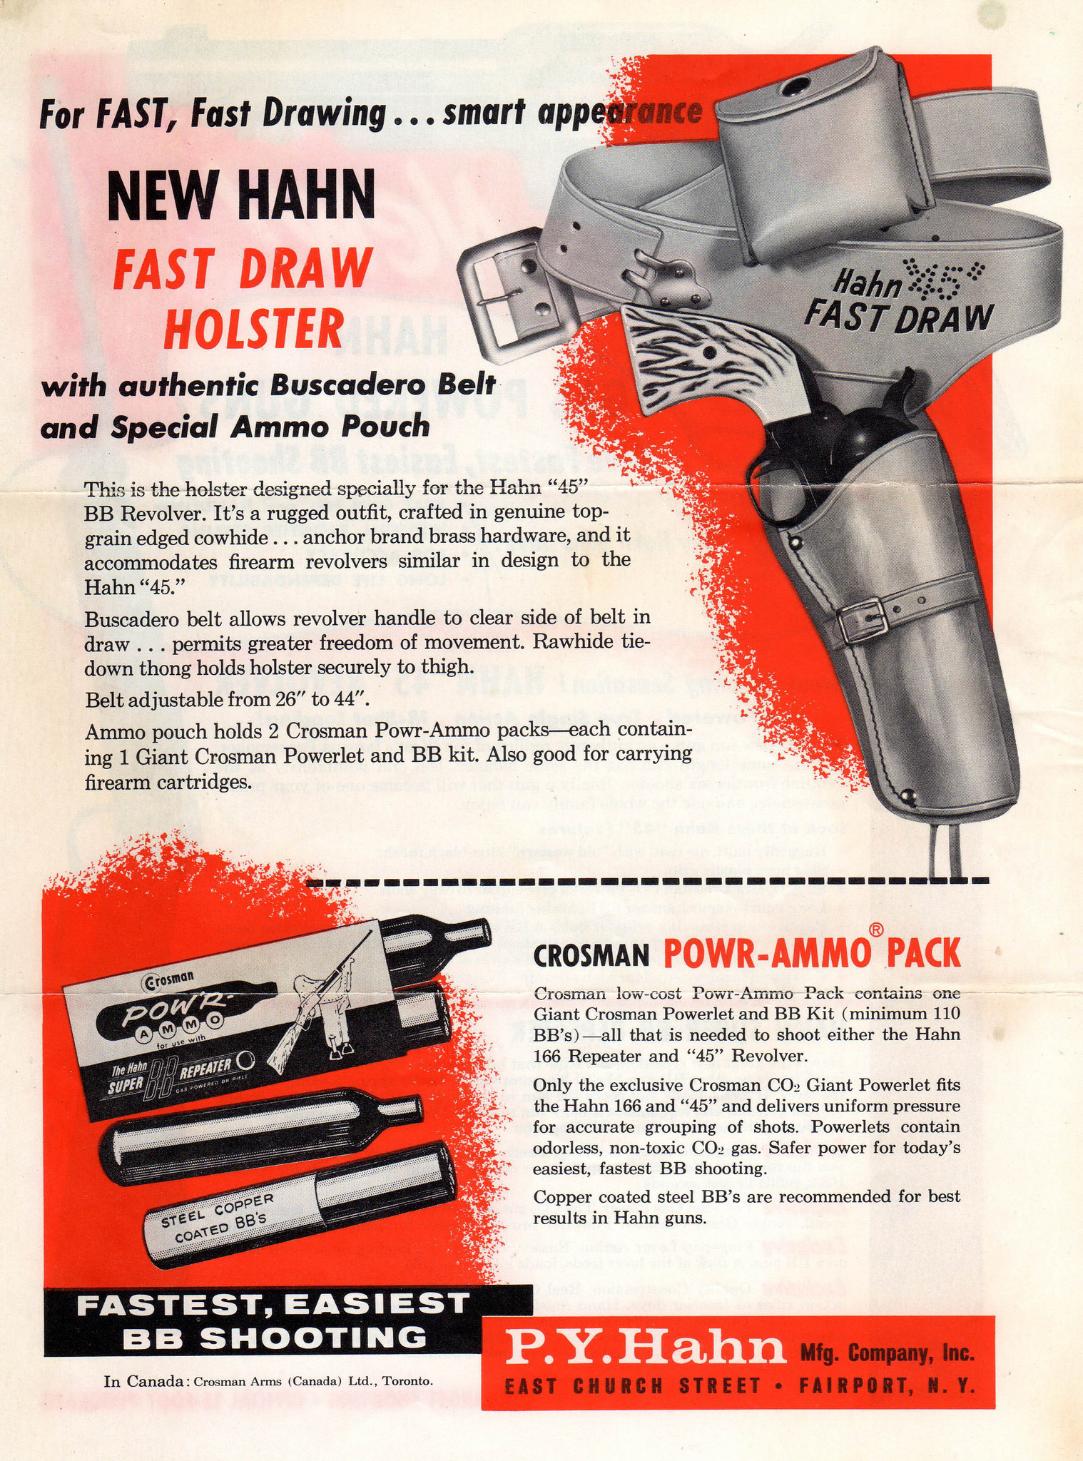 For FAST, Fast Drawing... smart appearance
NEW HAHN
FAST DRAW
HOLSTER
with authentic Buscadero Belt
and Special Ammo Pouch
Hahn "45"
FAST DRAW
This is the holster designed specially for the Hahn “45”
BB Revolver. It's a rugged outfit, crafted in genuine top-
grain edged cowhide... anchor brand brass hardware, and it
accommodates firearm revolvers similar in design to the
Hahn “45.”
Buscadero belt allows revolver handle to clear side of belt in
draw... permits greater freedom of movement. Rawhide tie-
down thong holds holster securely to thigh.
Belt adjustable from 26″ to 44″.
Ammo pouch holds 2 Crosman Powr-Ammo packs—each contain-
ing 1 Giant Crosman Powerlet and BB kit. Also good for carrying
firearm cartridges.
Crosman
POW'R-
AMMO
for use with
The Hahn
SUPER BB REPEATER
GAS POWERED BB RIFLE
STEEL COPPER
COATED BB'S
CROSMAN POWR-AMMO® PACK
Crosman low-cost Powr-Ammo Pack contains one
Giant Crosman Powerlet and BB Kit (minimum 110
BB's)—all that is needed to shoot either the Hahn
166 Repeater and “45” Revolver.
Only the exclusive Crosman CO₂ Giant Powerlet fits
the Hahn 166 and “45” and delivers uniform pressure
for accurate grouping of shots. Powerlets contain
odorless, non-toxic CO₂ gas. Safer power for today's
easiest, fastest BB shooting.
Copper coated steel BB's are recommended for best
results in Hahn guns.
FASTEST, EASIEST
BB SHOOTING
In Canada: Crosman Arms (Canada) Ltd., Toronto.
P.Y.Hahn Mfg. Company, Inc.
EAST CHURCH STREET • FAIRPORT, N. Y.